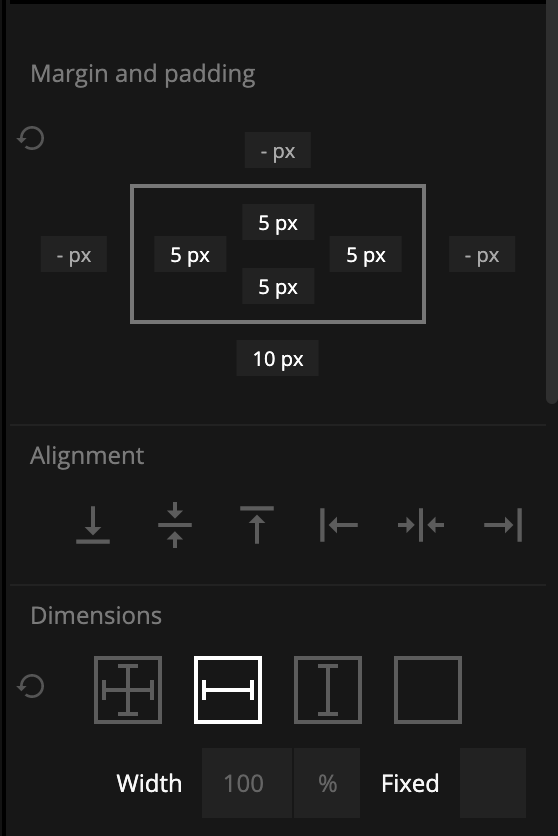 Margin and padding
- px
5 px
- px 5 px 5 px - px
5 px
10 px
Alignment
Dimensions
Width 100 % Fixed